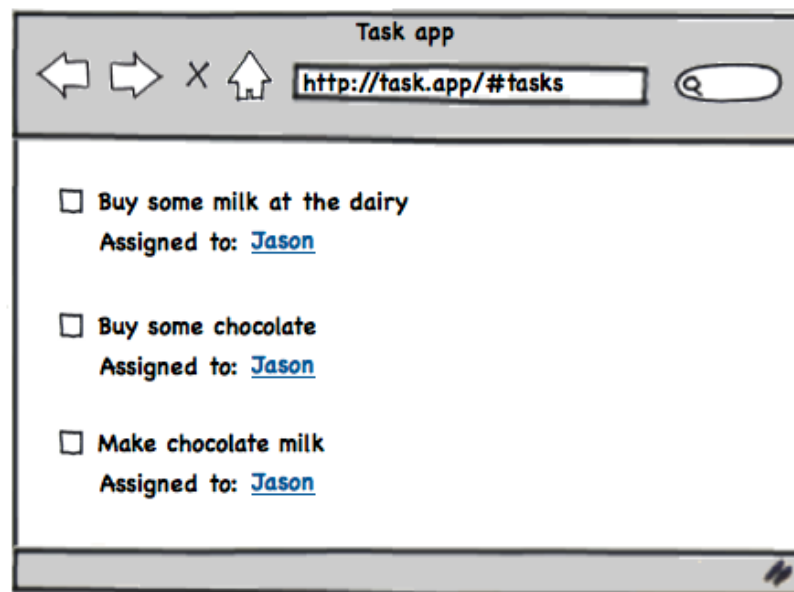 Task app
http://task.app/#tasks
Buy some milk at the dairy
Assigned to: Jason
Buy some chocolate
Assigned to: Jason
Make chocolate milk
Assigned to: Jason